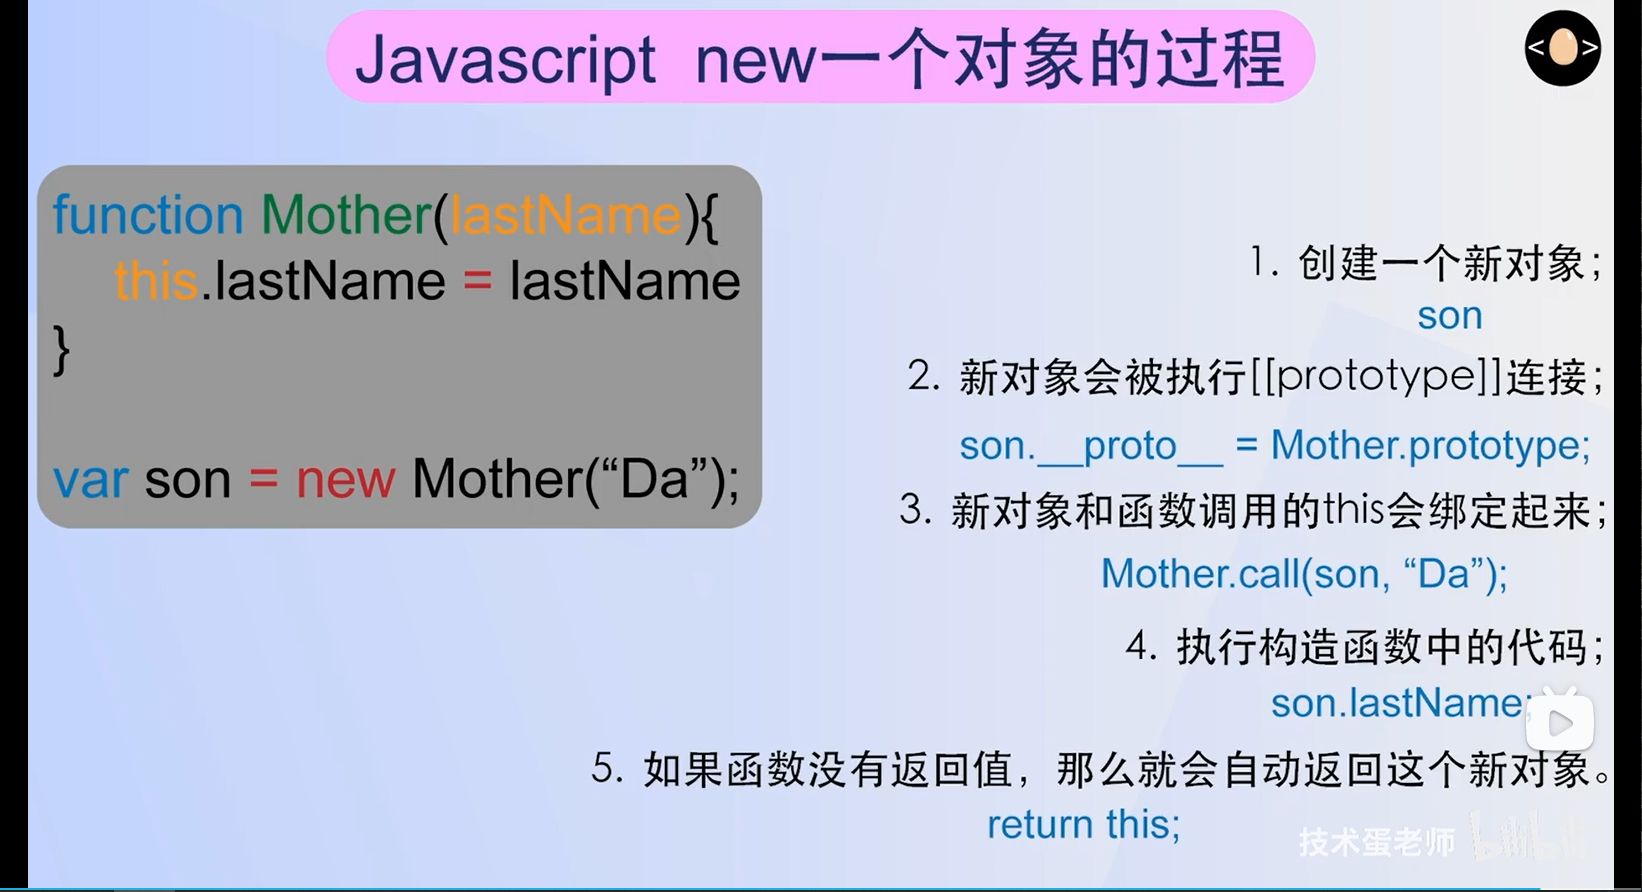 Javascript new一个对象的过程
function Mother(lastName){
this.lastName = lastName
}
var son = new Mother(“Da”);
1. 创建一个新对象;
son
2. 新对象会被执行[[prototype]]连接;
son.__proto__ = Mother.prototype;
3. 新对象和函数调用的this会绑定起来;
Mother.call(son, “Da”);
4. 执行构造函数中的代码;
son.lastName;
5. 如果函数没有返回值，那么就会自动返回这个新对象。
return this;
技术蛋老师 bilibili